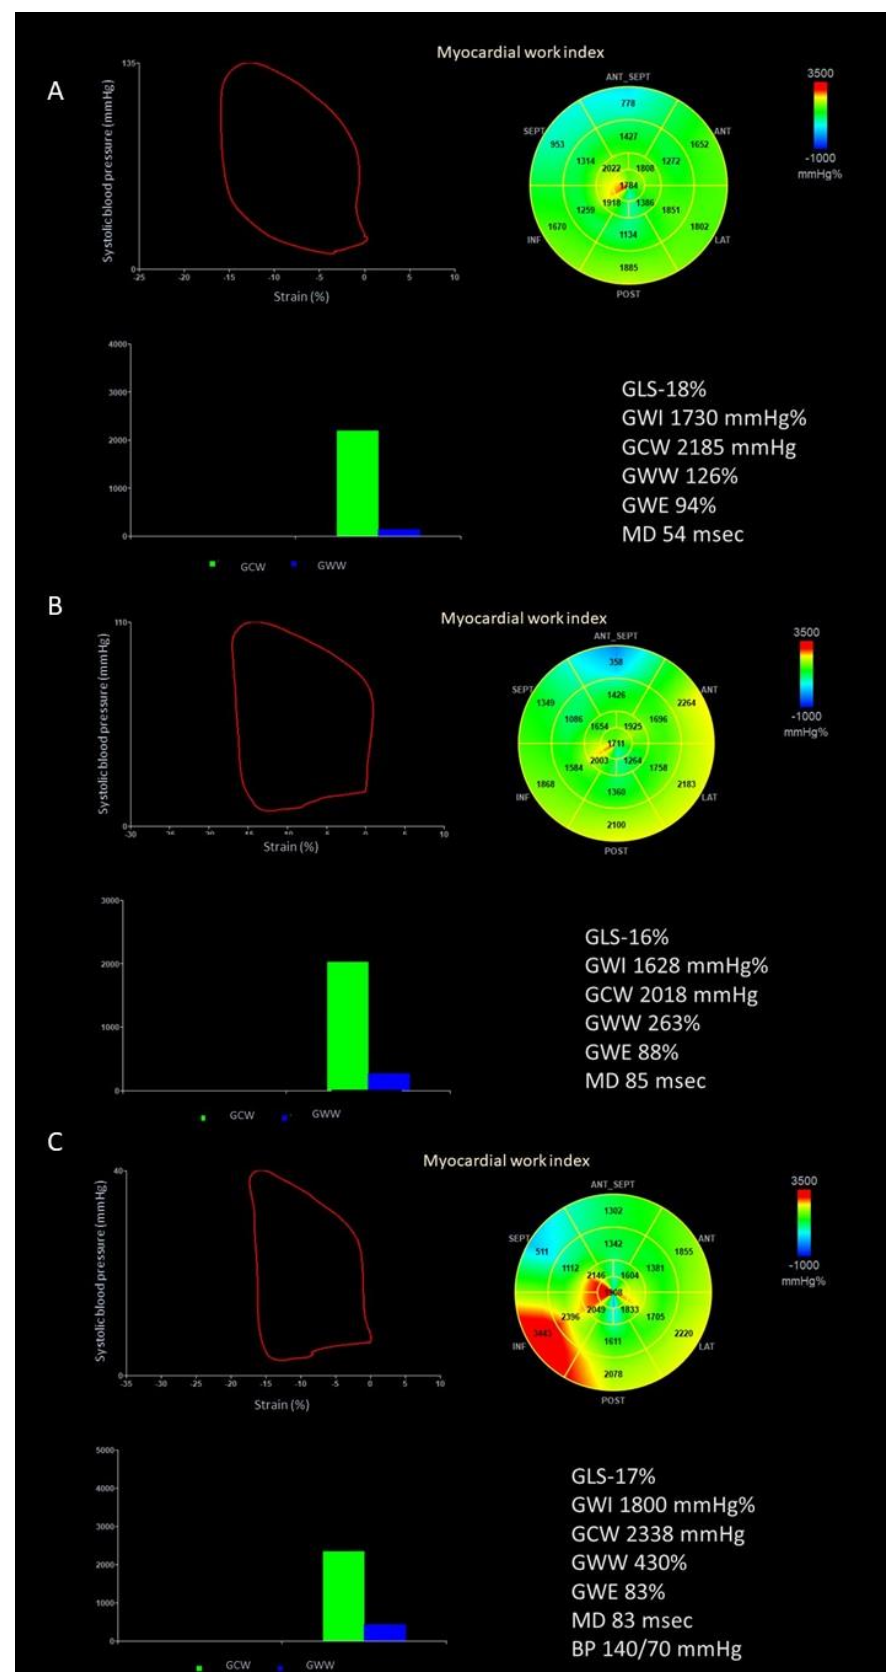 Myocardial work index
A
135
0
Systolic blood pressure (mmHg)
-25 -20 -15 -10 -5 0 5 10
Strain (%)
ANT_SEPT
SEPT
ANT
INF
LAT
POST
778
953
1652
1427
1314
1272
2022
1808
1784
1918
1386
1259
1851
1670
1802
1134
1885
3500
-1000
mmHg%
4000
3000
2000
1000
0
GCW GWW
GLS-18%
GWI 1730 mmHg%
GCW 2185 mmHg
GWW 126%
GWE 94%
MD 54 msec
B
Myocardial work index
110
0
Systolic blood pressure (mmHg)
-30 -5 0 5 10
Strain (%)
ANT_SEPT
SEPT
ANT
INF
LAT
POST
358
1349
2264
1426
1086
1696
1654
1925
1711
2003
1264
1584
1758
1868
2183
1360
2100
3500
-1000
mmHg%
3000
2000
1000
0
GCW GWW
GLS-16%
GWI 1628 mmHg%
GCW 2018 mmHg
GWW 263%
GWE 88%
MD 85 msec
C
Myocardial work index
40
0
Systolic blood pressure (mmHg)
-35 -30 -25 -20 -15 -10 -5 0 5 10
Strain (%)
ANT_SEPT
SEPT
ANT
INF
LAT
POST
1302
511
1855
1342
1112
1381
2146
1604
2049
1833
2396
1705
2220
1611
2078
3500
-1000
mmHg%
5000
4000
3000
2000
1000
0
GCW GWW
GLS-17%
GWI 1800 mmHg%
GCW 2338 mmHg
GWW 430%
GWE 83%
MD 83 msec
BP 140/70 mmHg